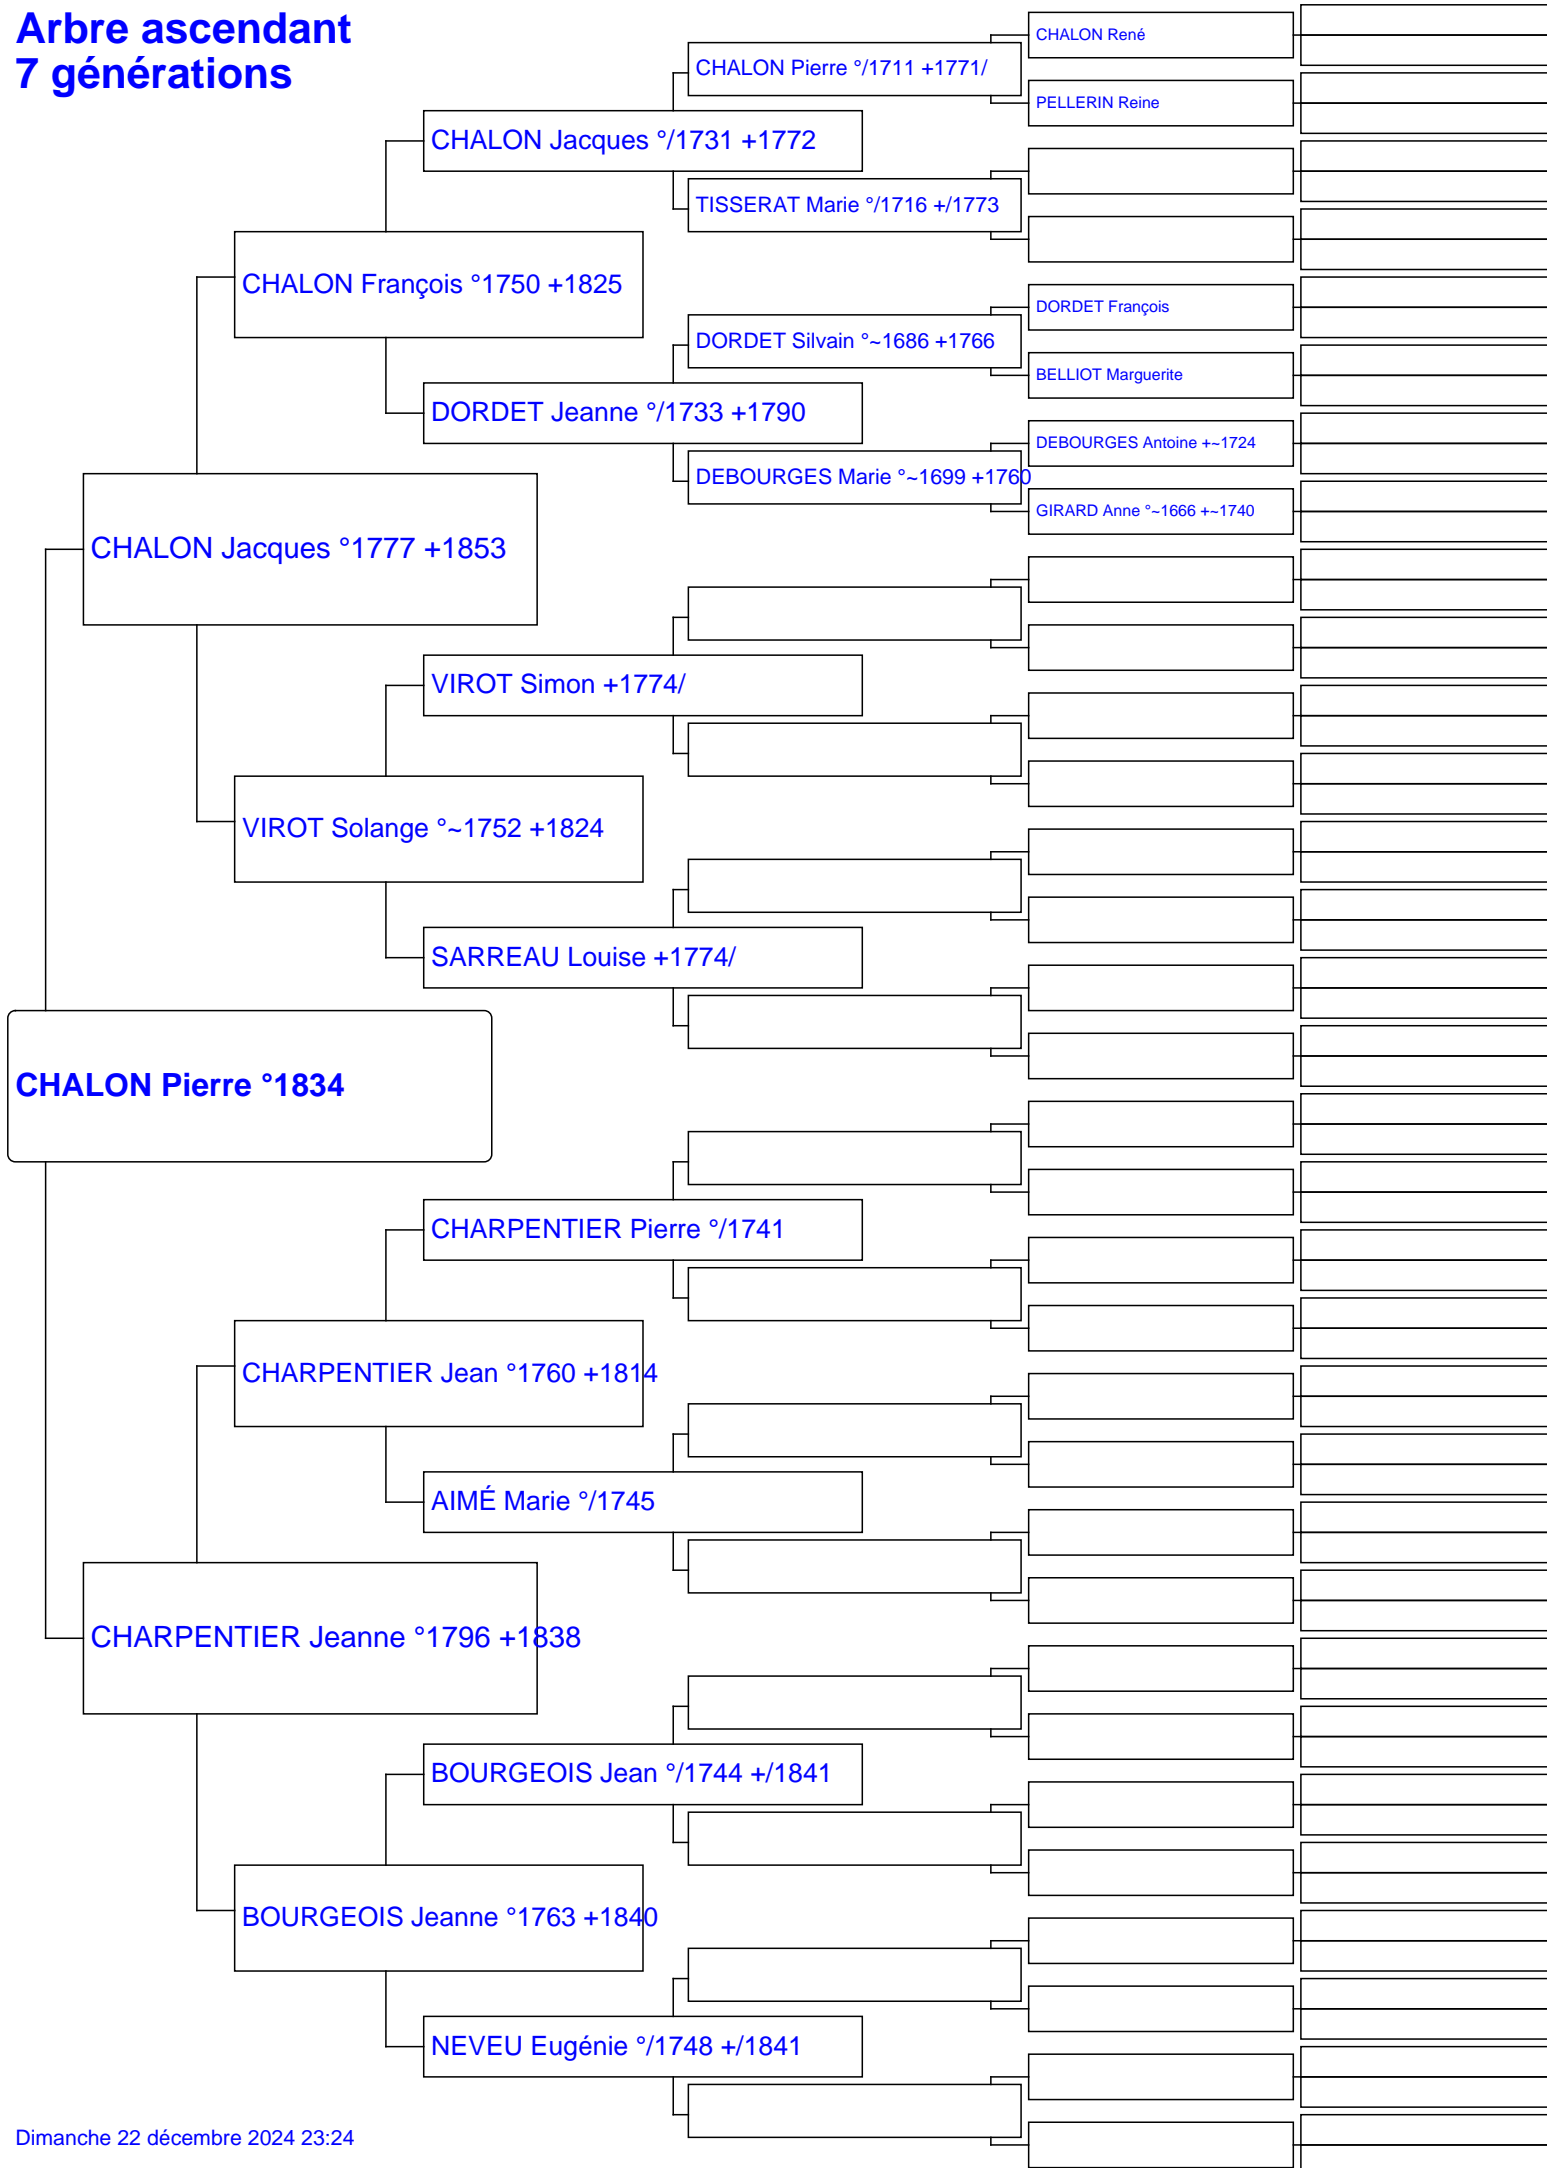 Arbre ascendant
7 générations
CHALON René
CHALON Pierre °/1711 +1771/
PELLERIN Reine
CHALON Jacques °/1731 +1772
TISSERAT Marie °/1716 +/1773
CHALON François °1750 +1825
DORDET François
DORDET Silvain °~1686 +1766
BELLIOT Marguerite
DORDET Jeanne °/1733 +1790
DEBOURGES Antoine +~1724
DEBOURGES Marie °~1699 +1760
GIRARD Anne °~1666 +~1740
CHALON Jacques °1777 +1853
VIROT Simon +1774/
VIROT Solange °~1752 +1824
SARREAU Louise +1774/
CHALON Pierre °1834
CHARPENTIER Pierre °/1741
CHARPENTIER Jean °1760 +1814
AIMÉ Marie °/1745
CHARPENTIER Jeanne °1796 +1838
BOURGEOIS Jean °/1744 +/1841
BOURGEOIS Jeanne °1763 +1840
NEVEU Eugénie °/1748 +/1841
Dimanche 22 décembre 2024 23:24